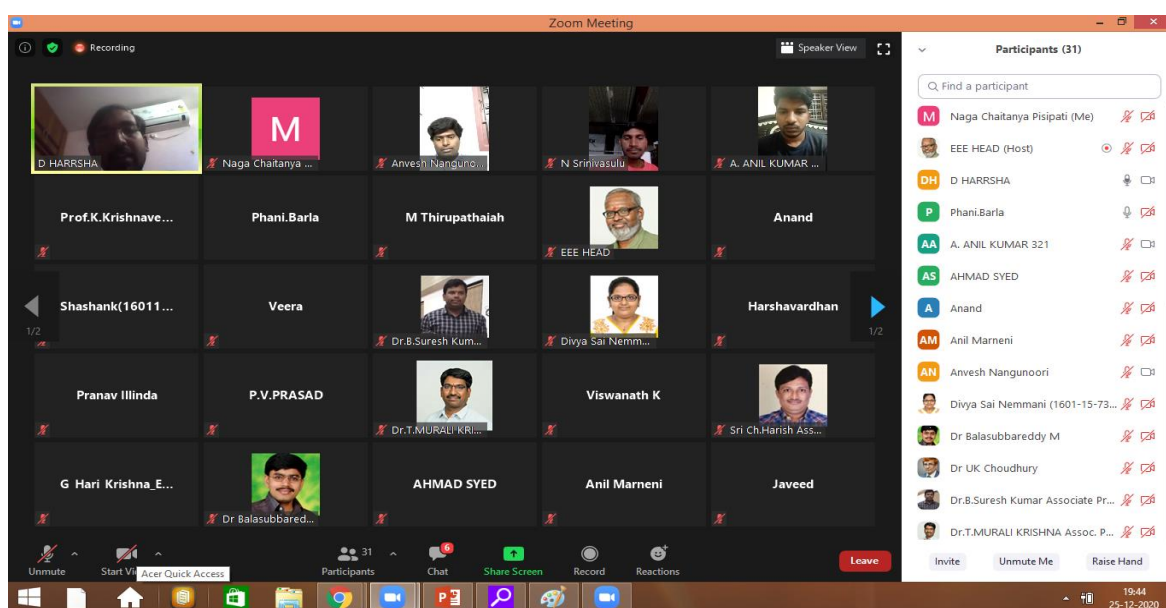 Zoom Meeting
Recording
Speaker View
D HARRSHA
M
Naga Chaitanya ...
Anvesh Nanguno...
N Srinivasulu
A. ANIL KUMAR ...
Prof.K.Krishnave...
Phani.Barla
M Thirupathaiah
EEE HEAD
Anand
Shashank(16011...
Veera
Dr.B.Suresh Kum...
Divya Sai Nemm...
Harshavardhan
1/2
1/2
Pranav Illinda
P.V.PRASAD
Dr.T.MURALI KRI...
Viswanath K
Sri Ch.Harish Ass...
G Hari Krishna_E...
Dr Balasubbared...
AHMAD SYED
Anil Marneni
Javeed
Unmute
Start Vi
Acer Quick Access
31
Participants
6
Chat
Share Screen
Record
Reactions
Leave
Participants (31)
Find a participant
M Naga Chaitanya Pisipati (Me)
EEE HEAD (Host)
DH D HARRSHA
P Phani.Barla
AA A. ANIL KUMAR 321
AS AHMAD SYED
A Anand
AM Anil Marneni
AN Anvesh Nangunoori
Divya Sai Nemmani (1601-15-73...
Dr Balasubbareddy M
Dr UK Choudhury
Dr.B.Suresh Kumar Associate Pr...
Dr.T.MURALI KRISHNA Assoc. P...
Invite Unmute Me Raise Hand
19:44
25-12-2020